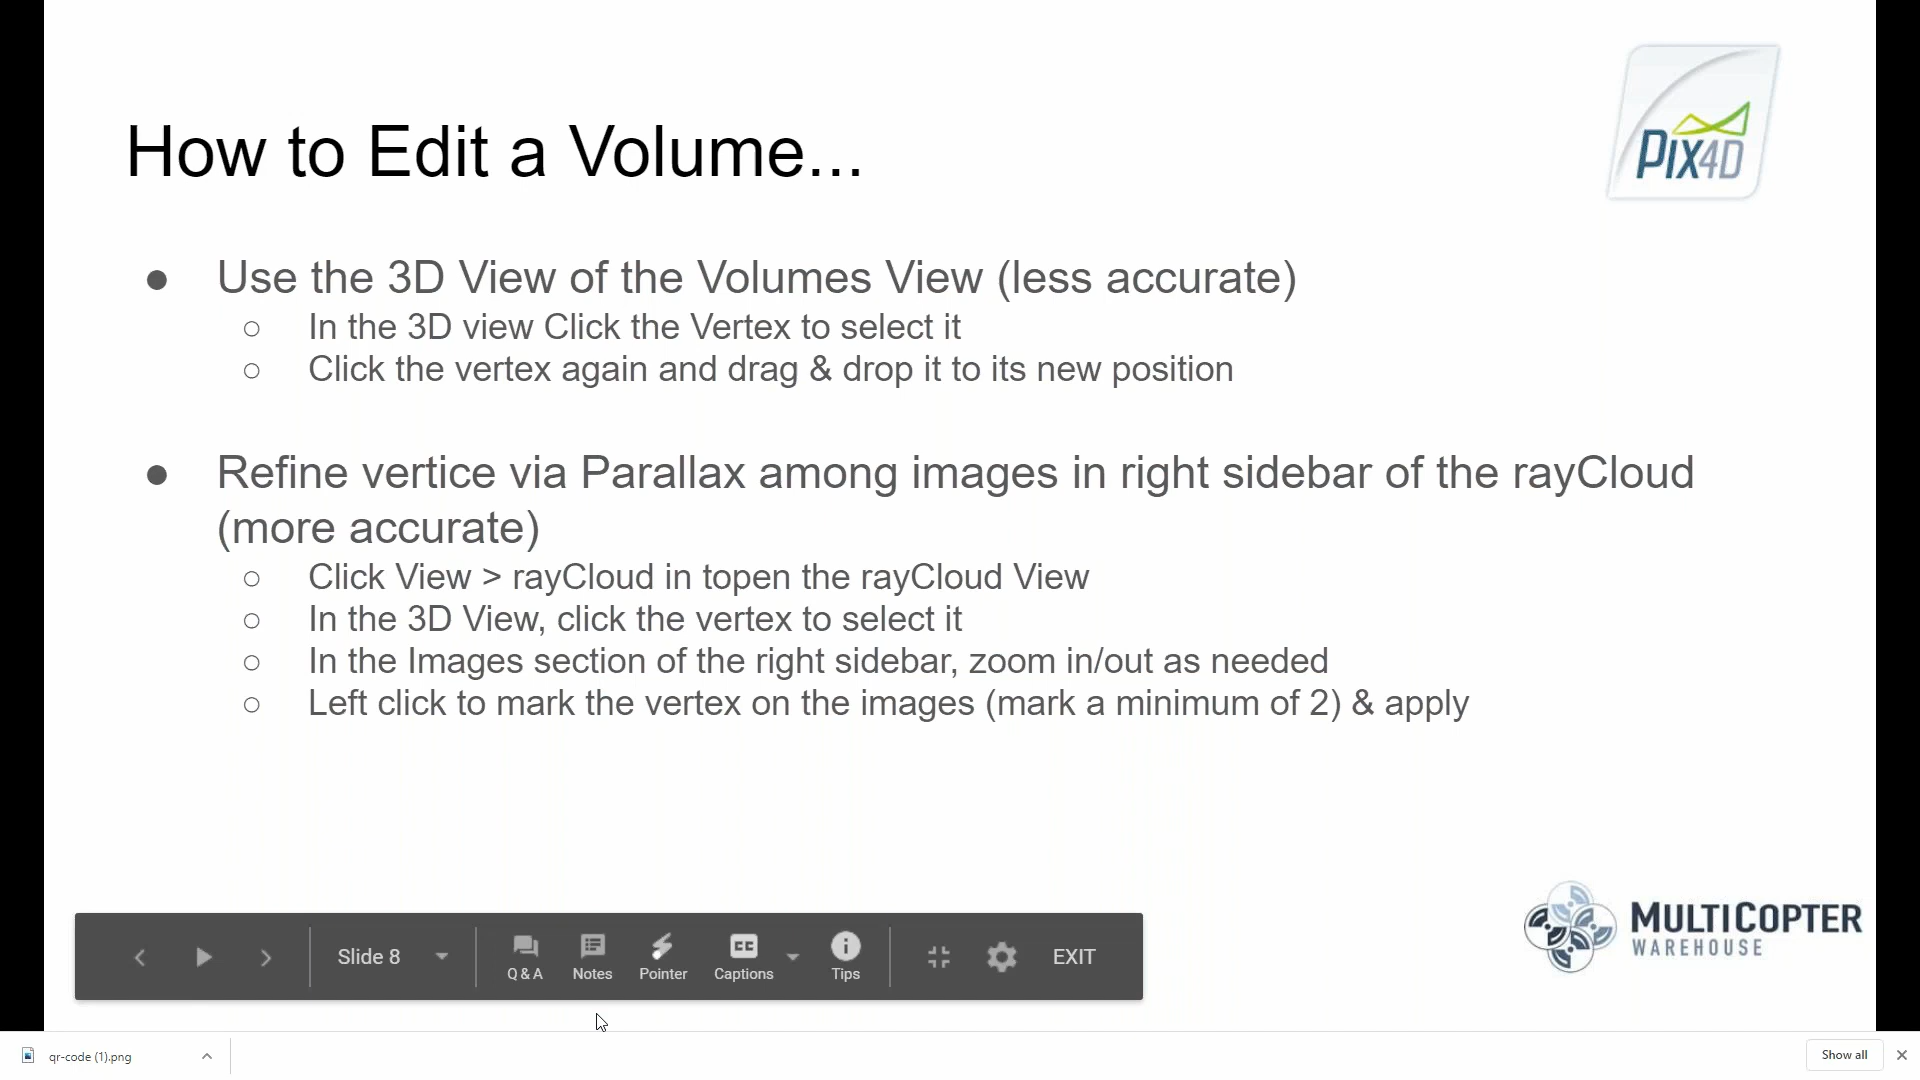 PIX4D
How to Edit a Volume...
● Use the 3D View of the Volumes View (less accurate)
○ In the 3D view Click the Vertex to select it
○ Click the vertex again and drag & drop it to its new position
● Refine vertice via Parallax among images in right sidebar of the rayCloud
(more accurate)
○ Click View > rayCloud in topen the rayCloud View
○ In the 3D View, click the vertex to select it
○ In the Images section of the right sidebar, zoom in/out as needed
○ Left click to mark the vertex on the images (mark a minimum of 2) & apply
MULTICOPTER
WAREHOUSE
Slide 8
Q & A Notes Pointer Captions Tips
EXIT
qr-code (1).png
Show all